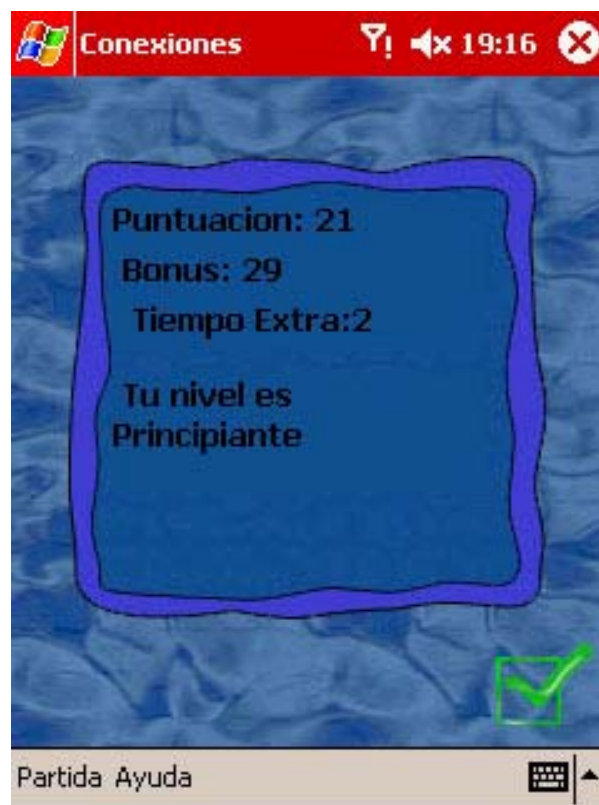 Conexiones 19:16
Puntuacion: 21
Bonus: 29
Tiempo Extra:2
Tu nivel es
Principiante
Partida Ayuda